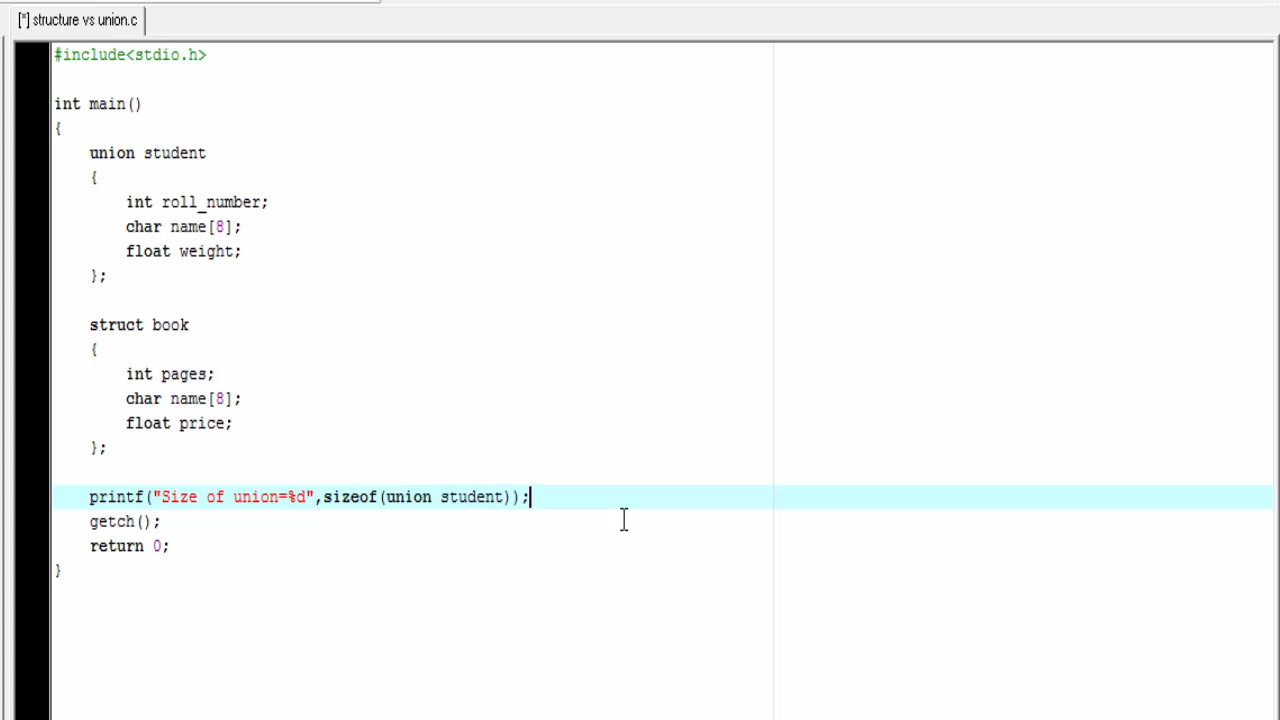 [*] structure vs union.c
#include<stdio.h>
int main()
{
union student
{
int roll_number;
char name[8];
float weight;
};
struct book
{
int pages;
char name[8];
float price;
};
printf("Size of union=%d",sizeof(union student));
getch();
return 0;
}